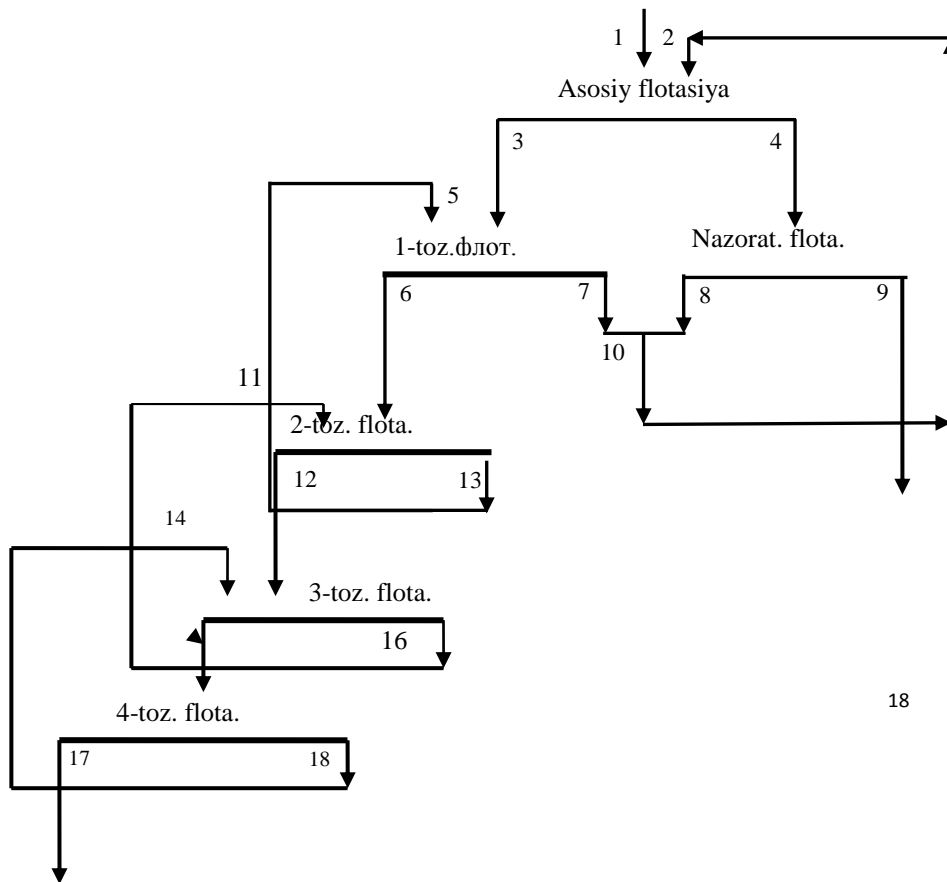 1 2
Asosiy flotasiya
3 4
5
1-toz.флот. Nazorat. flota.
6 7 8 9
10
11
2-toz. flota.
12 13
14
3-toz. flota.
16
18
4-toz. flota.
17 18